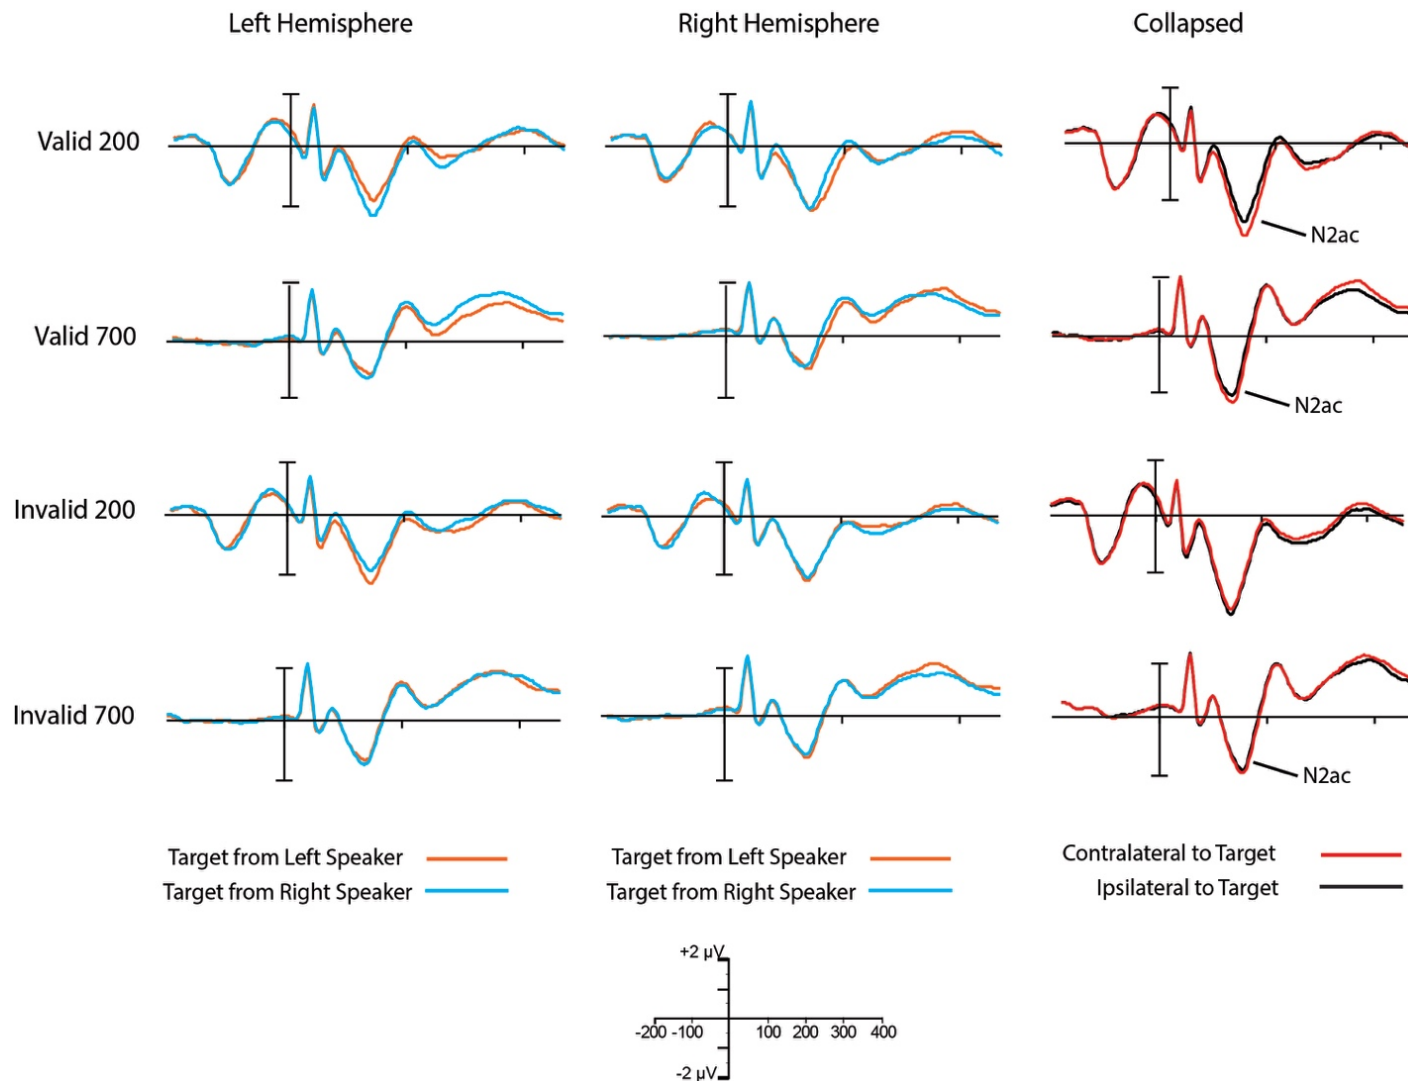 Left Hemisphere Right Hemisphere Collapsed
Valid 200
N2ac
Valid 700
N2ac
Invalid 200
Invalid 700
N2ac
Target from Left Speaker Target from Left Speaker Contralateral to Target
Target from Right Speaker Target from Right Speaker Ipsilateral to Target
+2 µV
-200 -100 100 200 300 400
-2 µV